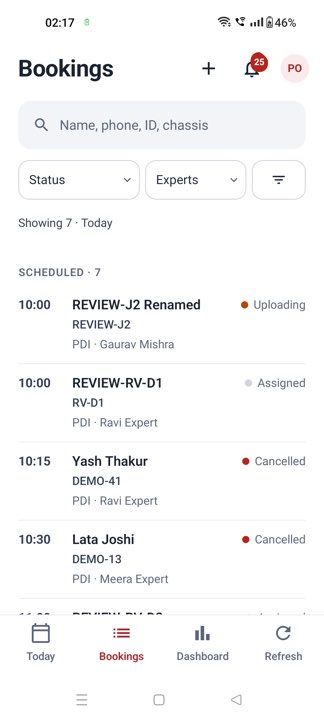 02:17
46%
Bookings
25
PO
Name, phone, ID, chassis
Status
Experts
Showing 7 · Today
SCHEDULED · 7
10:00 REVIEW-J2 Renamed Uploading
REVIEW-J2
PDI · Gaurav Mishra
10:00 REVIEW-RV-D1 Assigned
RV-D1
PDI · Ravi Expert
10:15 Yash Thakur Cancelled
DEMO-41
PDI · Ravi Expert
10:30 Lata Joshi Cancelled
DEMO-13
PDI · Meera Expert
Today Bookings Dashboard Refresh